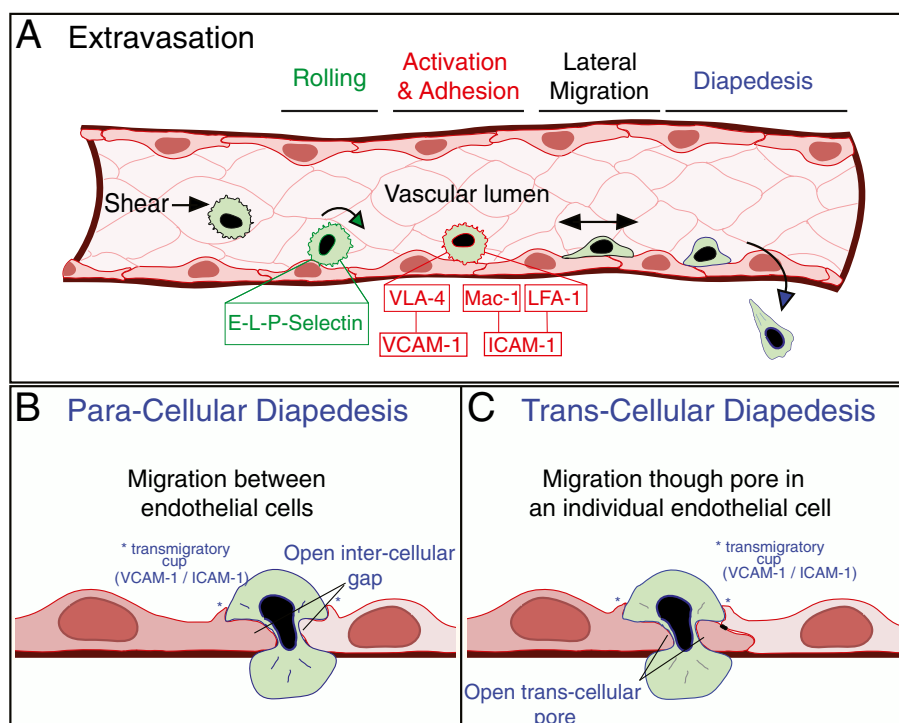 A Extravasation
Rolling
Activation
& Adhesion
Lateral
Migration
Diapedesis
Shear
Vascular lumen
E-L-P-Selectin
VLA-4
Mac-1
LFA-1
VCAM-1
ICAM-1
B Para-Cellular Diapedesis
Migration between
endothelial cells
* transmigratory
cup
(VCAM-1 / ICAM-1)
Open inter-cellular
gap
* *
C Trans-Cellular Diapedesis
Migration though pore in
an individual endothelial cell
* transmigratory
cup
(VCAM-1 / ICAM-1)
* *
Open trans-cellular
pore